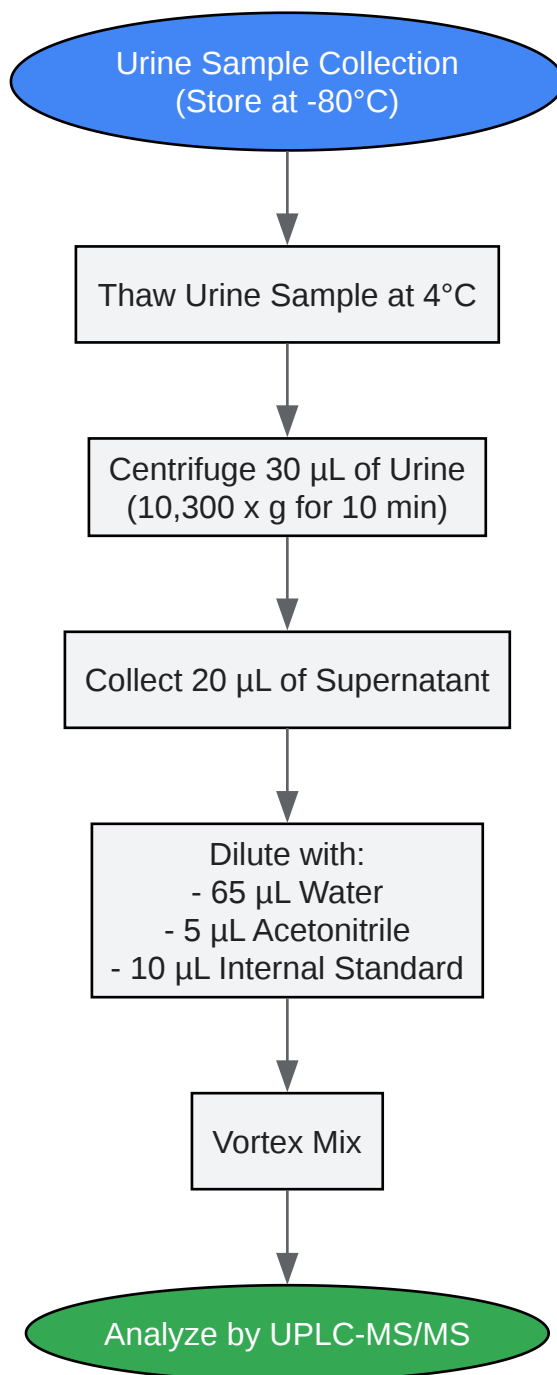 Urine Sample Collection
(Store at -80°C)
Thaw Urine Sample at 4°C
Centrifuge 30 µL of Urine
(10,300 x g for 10 min)
Collect 20 µL of Supernatant
Dilute with:
- 65 µL Water
- 5 µL Acetonitrile
- 10 µL Internal Standard
Vortex Mix
Analyze by UPLC-MS/MS